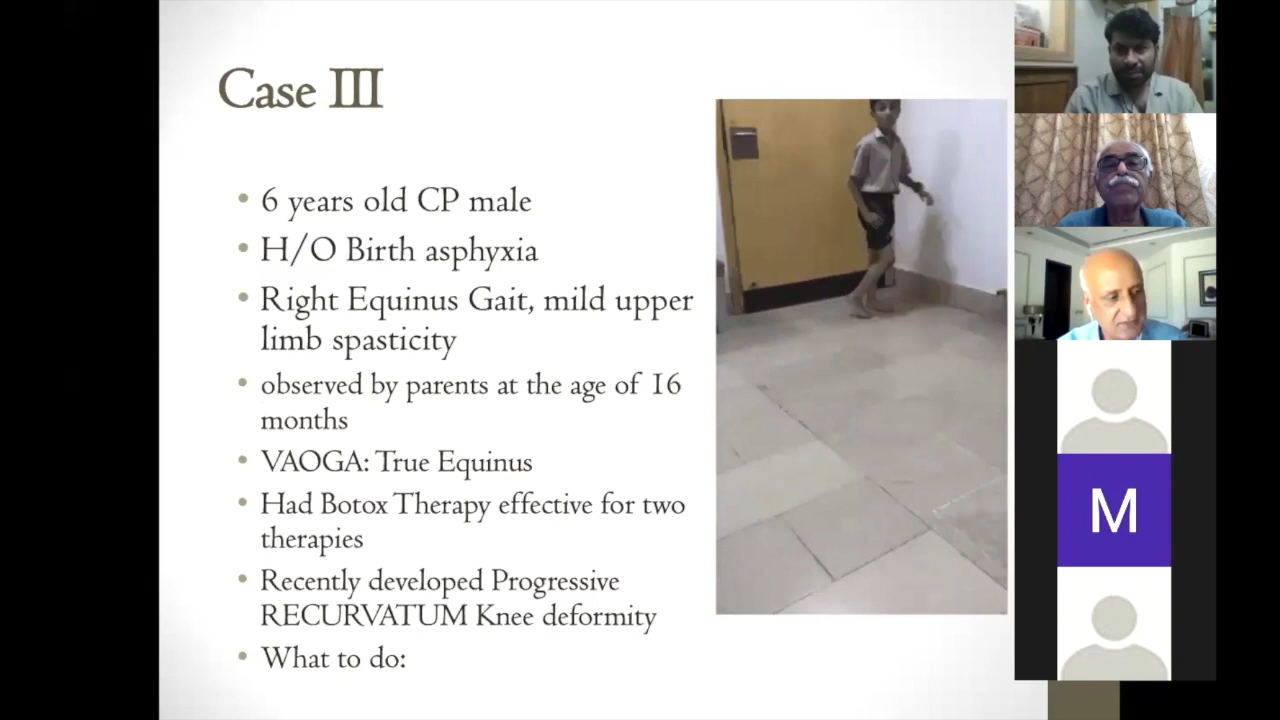 Case III
6 years old CP male
H/O Birth asphyxia
Right Equinus Gait, mild upper
limb spasticity
observed by parents at the age of 16
months
VAOGA: True Equinus
Had Botox Therapy effective for two
therapies
Recently developed Progressive
RECURVATUM Knee deformity
What to do:
M